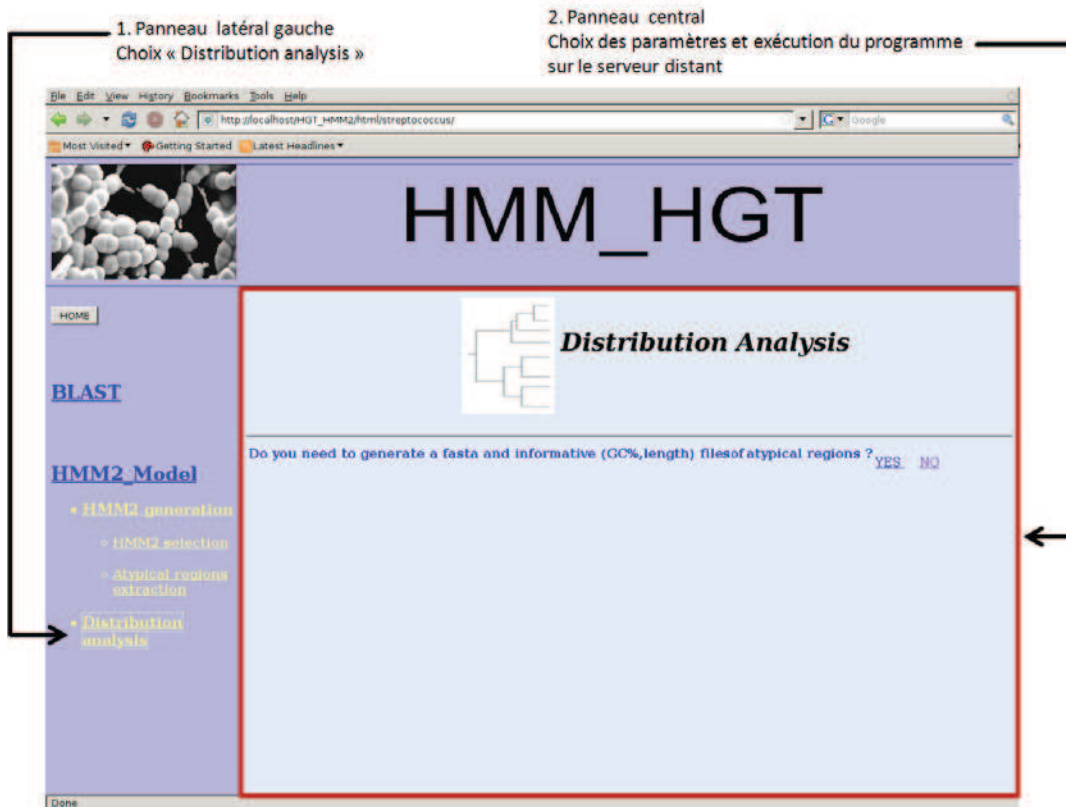 1. Panneau latéral gauche
Choix « Distribution analysis »
2. Panneau central
Choix des paramètres et exécution du programme
sur le serveur distant
File Edit View History Bookmarks Tools Help
http://localhost/HGT_HMM2/html/streptococcus/
Google
Most Visited Getting Started Latest Headlines
HMM_HGT
HOME
BLAST
HMM2_Model
HMM2 generation
HMM2 selection
Atypical regions
extraction
Distribution
analysis
Distribution Analysis
Do you need to generate a fasta and informative (GC%,length) filesof atypical regions ? YES NO
Done